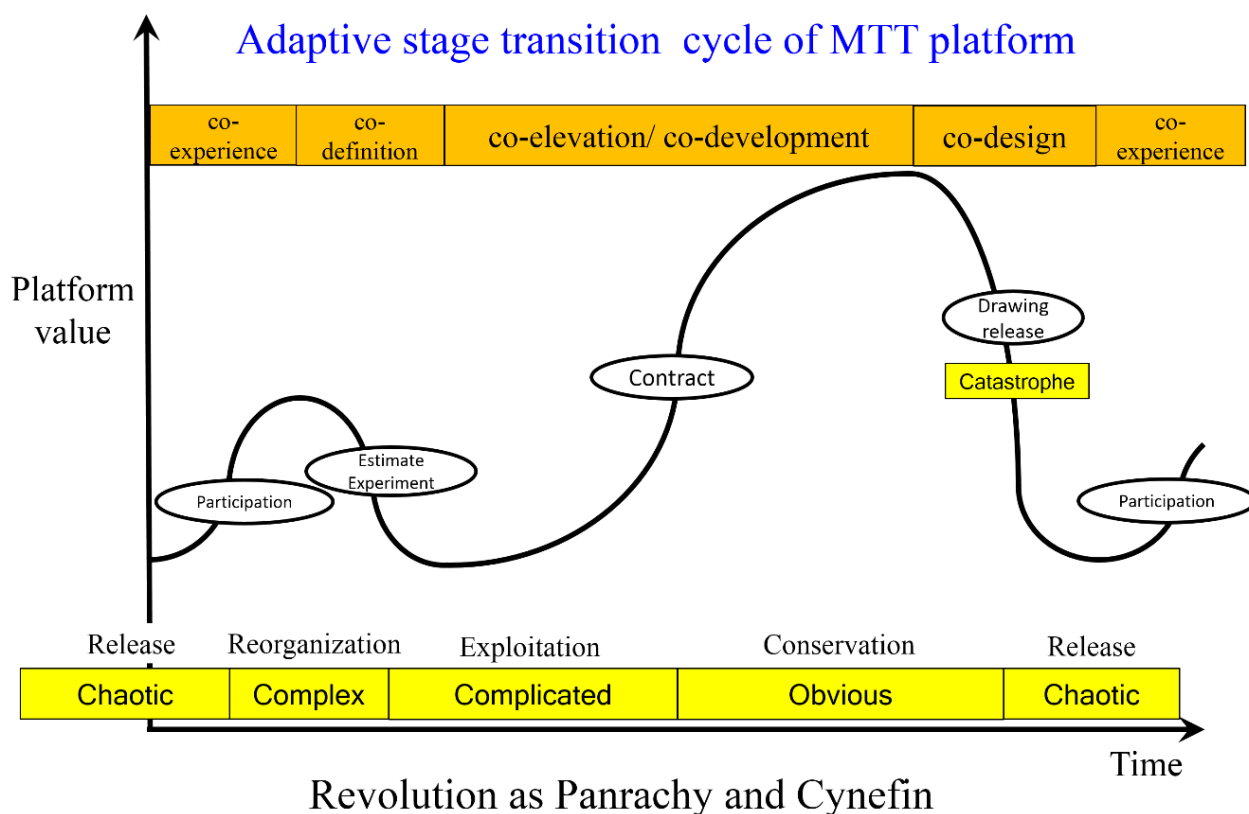 Adaptive stage transition cycle of MTT platform
co-
experience
co-
definition
co-elevation/ co-development
co-design
co-
experience
Platform
value
Drawing
release
Contract
Catastrophe
Estimate
Experiment
Participation
Participation
Release
Reorganization
Exploitation
Conservation
Release
Chaotic
Complex
Complicated
Obvious
Chaotic
Time
Revolution as Panrachy and Cynefin